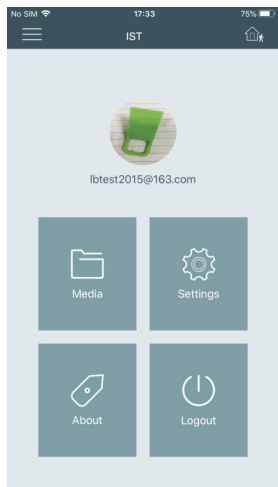 No SIM 17:33 75%
IST
lbtest2015@163.com
Media Settings
About Logout